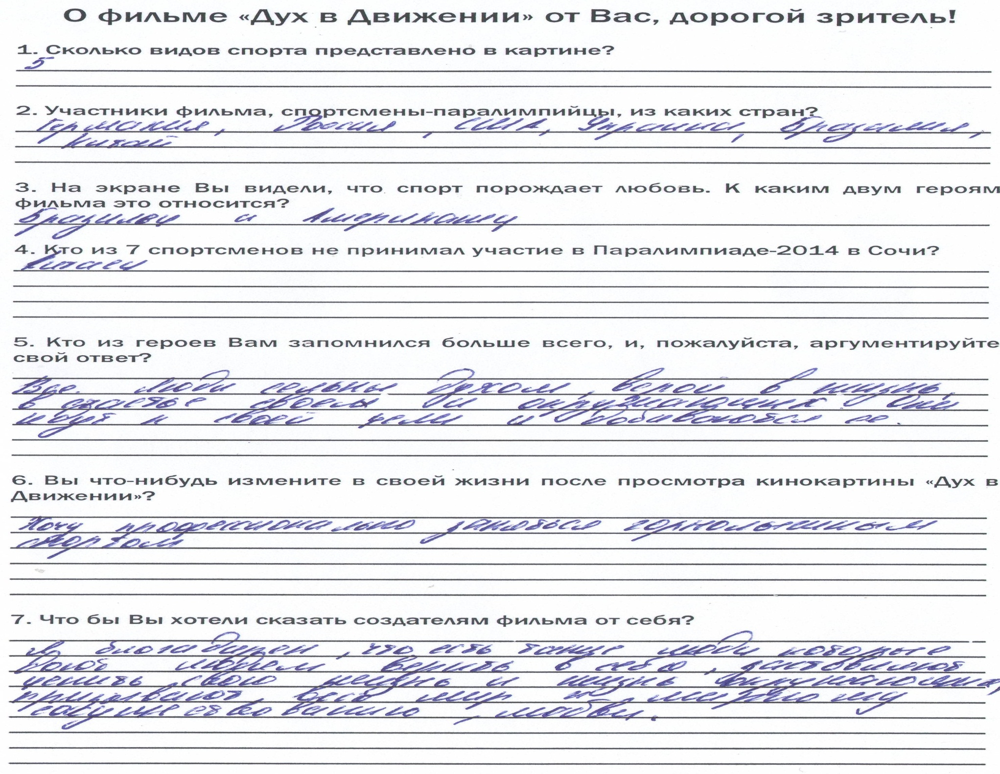 О фильме «Дух в Движении» от Вас, дорогой зритель!
1. Сколько видов спорта представлено в картине?
5
2. Участники фильма, спортсмены-паралимпийцы, из каких стран?
Германия, Россия, США, Украина, Бразилия,
Китай
3. На экране Вы видели, что спорт порождает любовь. К каким двум героям
фильма это относится?
Бразильцу и Американцу
4. Кто из 7 спортсменов не принимал участие в Паралимпиаде-2014 в Сочи?
Китаец
5. Кто из героев Вам запомнился больше всего, и, пожалуйста, аргументируйте
свой ответ?
Все. Люди сильны духом, верой в жизнь,
в счастье своем и окружающих. Они
идут к своей цели и добиваются ее.
6. Вы что-нибудь измените в своей жизни после просмотра кинокартины «Дух в
Движении»?
Хочу профессионально заняться горнолыжным
спортом
7. Что бы Вы хотели сказать создателям фильма от себя?
Я благодарен, что есть такие люди которые
дают людям верить в себя, заставляют
ценить свою жизнь и жизнь окружающих,
призывают весь мир к мирному
сосуществованию, любви.